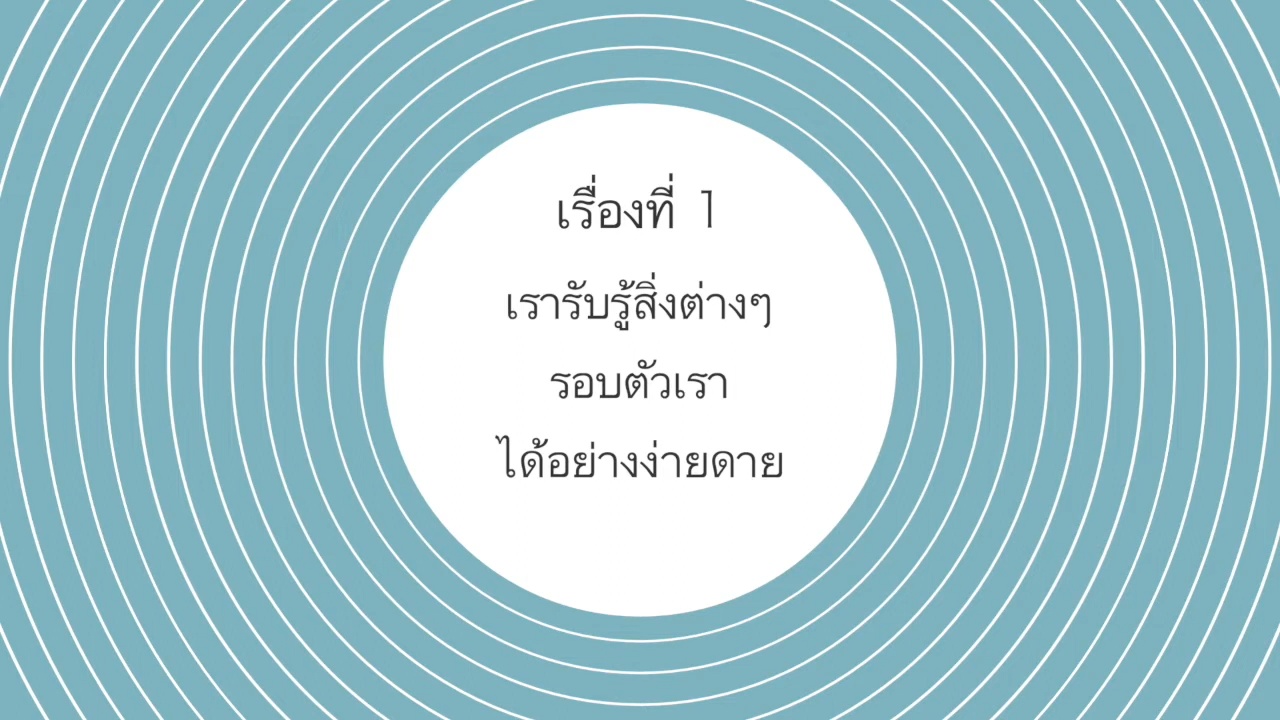 เรื่องที่ 1
เรารับรู้สิ่งต่างๆ
รอบตัวเรา
ได้อย่างง่ายดาย